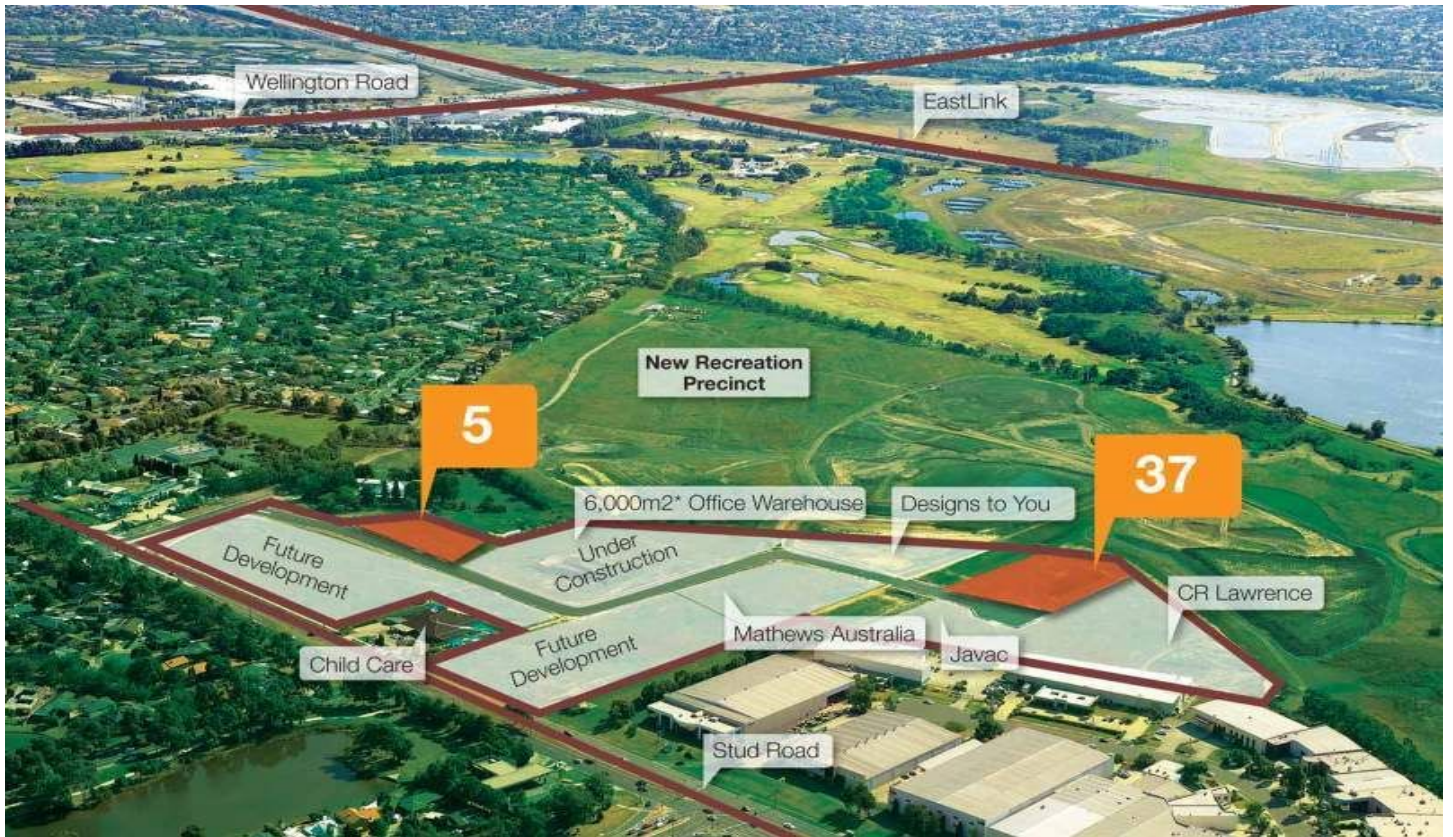 Wellington Road
EastLink
New Recreation
Precinct
5
37
6,000m2* Office Warehouse
Designs to You
Future
Development
Under
Construction
CR Lawrence
Child Care
Future
Development
Mathews Australia
Javac
Stud Road